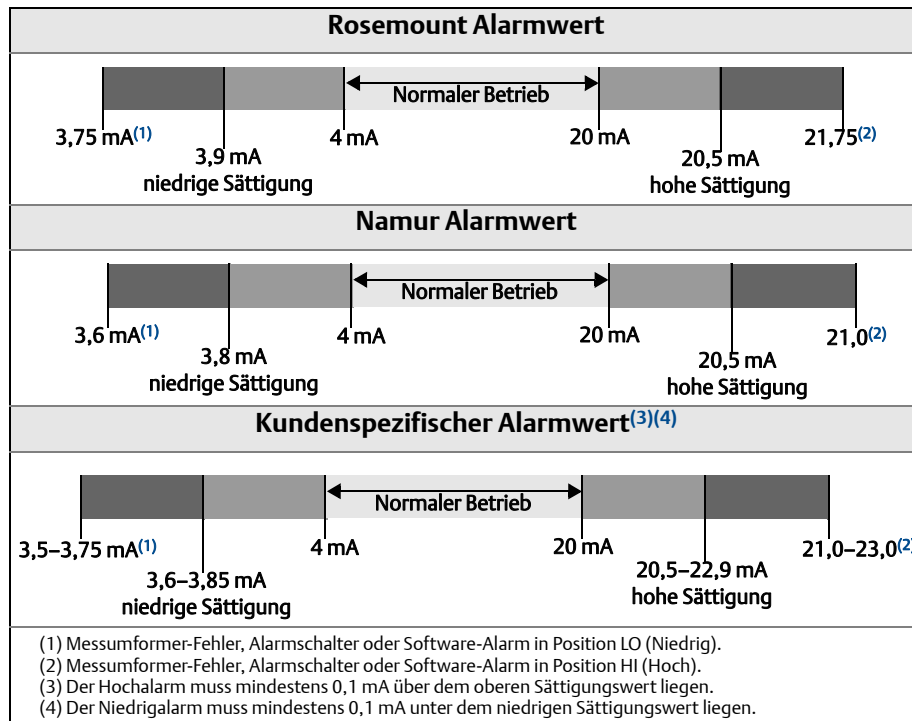 Rosemount Alarmwert
Normaler Betrieb
3,75 mA(1)
4 mA
20 mA
21,75(2)
3,9 mA
niedrige Sättigung
20,5 mA
hohe Sättigung
Namur Alarmwert
Normaler Betrieb
3,6 mA(1)
4 mA
20 mA
21,0(2)
3,8 mA
niedrige Sättigung
20,5 mA
hohe Sättigung
Kundenspezifischer Alarmwert(3)(4)
Normaler Betrieb
3,5–3,75 mA(1)
4 mA
20 mA
21,0–23,0(2)
3,6–3,85 mA
niedrige Sättigung
20,5–22,9 mA
hohe Sättigung
(1) Messumformer-Fehler, Alarmschalter oder Software-Alarm in Position LO (Niedrig).
(2) Messumformer-Fehler, Alarmschalter oder Software-Alarm in Position HI (Hoch).
(3) Der Hochalarm muss mindestens 0,1 mA über dem oberen Sättigungswert liegen.
(4) Der Niedrigalarm muss mindestens 0,1 mA unter dem niedrigen Sättigungswert liegen.